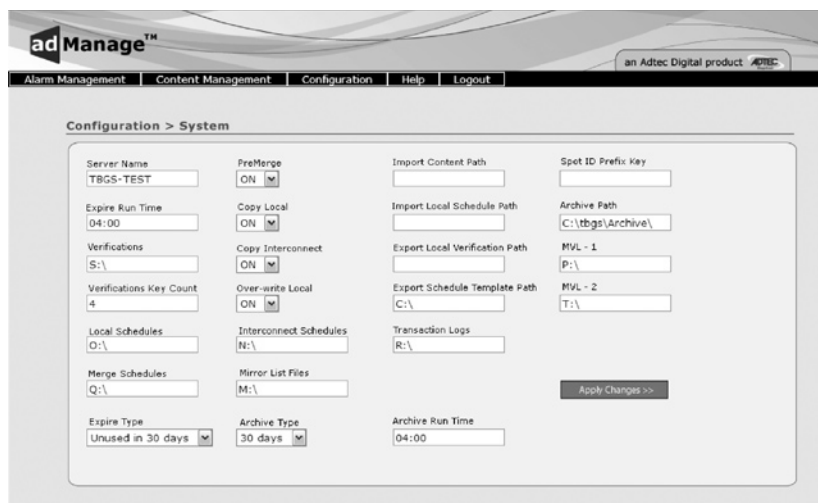 ad Manage™
an Adtec Digital product ADTEC
Alarm Management Content Management Configuration Help Logout
Configuration > System
Server Name PreMerge Import Content Path Spot ID Prefix Key
TBGS-TEST ON
Expire Run Time Copy Local Import Local Schedule Path Archive Path
04:00 ON C:\tbgs\Archive\
Verifications Copy Interconnect Export Local Verification Path MVL - 1
S:\ ON P:\
Verifications Key Count Over-write Local Export Schedule Template Path MVL - 2
4 ON C:\ T:\
Local Schedules Interconnect Schedules Transaction Logs
O:\ N:\ R:\
Merge Schedules Mirror List Files
Q:\ M:\ Apply Changes >>
Expire Type Archive Type Archive Run Time
Unused in 30 days 30 days 04:00